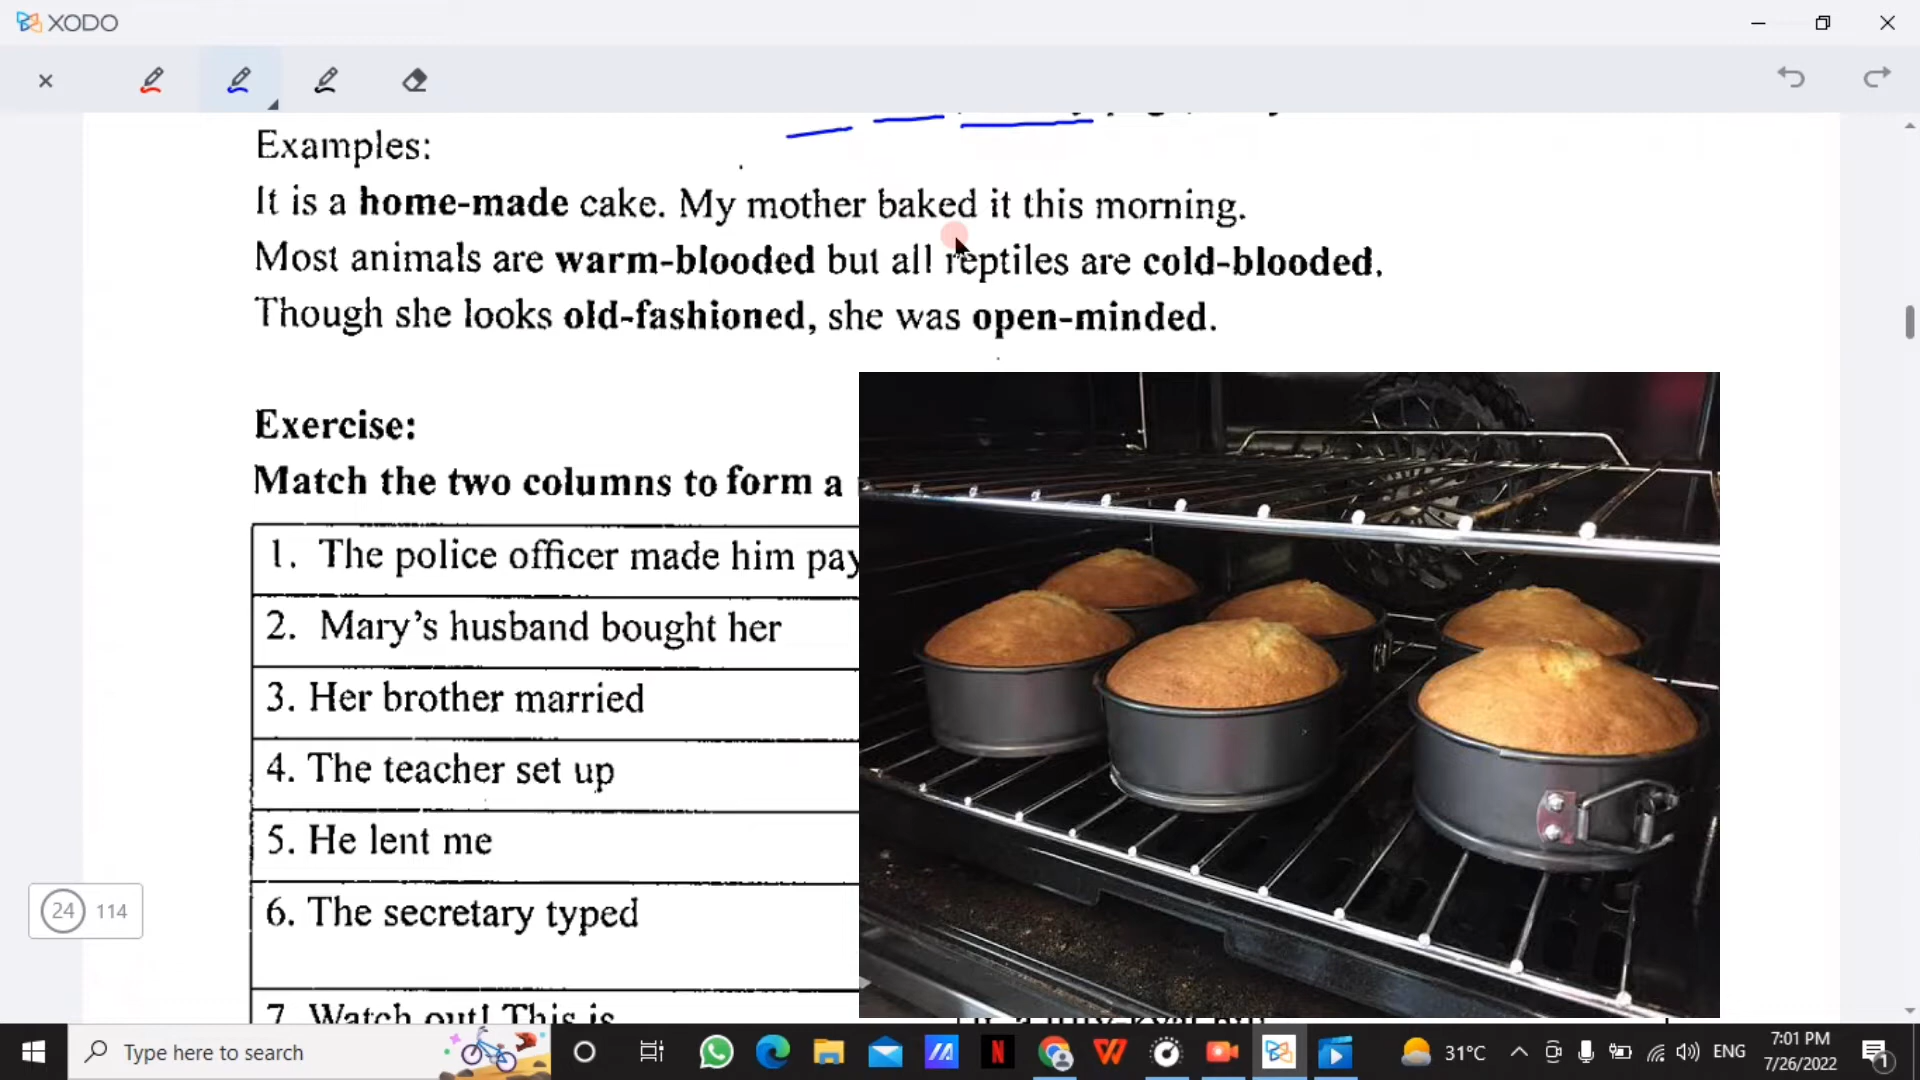 XODO
Examples:
It is a home-made cake. My mother baked it this morning.
Most animals are warm-blooded but all reptiles are cold-blooded.
Though she looks old-fashioned, she was open-minded.
Exercise:
Match the two columns to form a
1. The police officer made him pay
2. Mary's husband bought her
3. Her brother married
4. The teacher set up
5. He lent me
6. The secretary typed
7. Watch out! This is
24 114
Type here to search
31°C
ENG
7:01 PM
7/26/2022
1